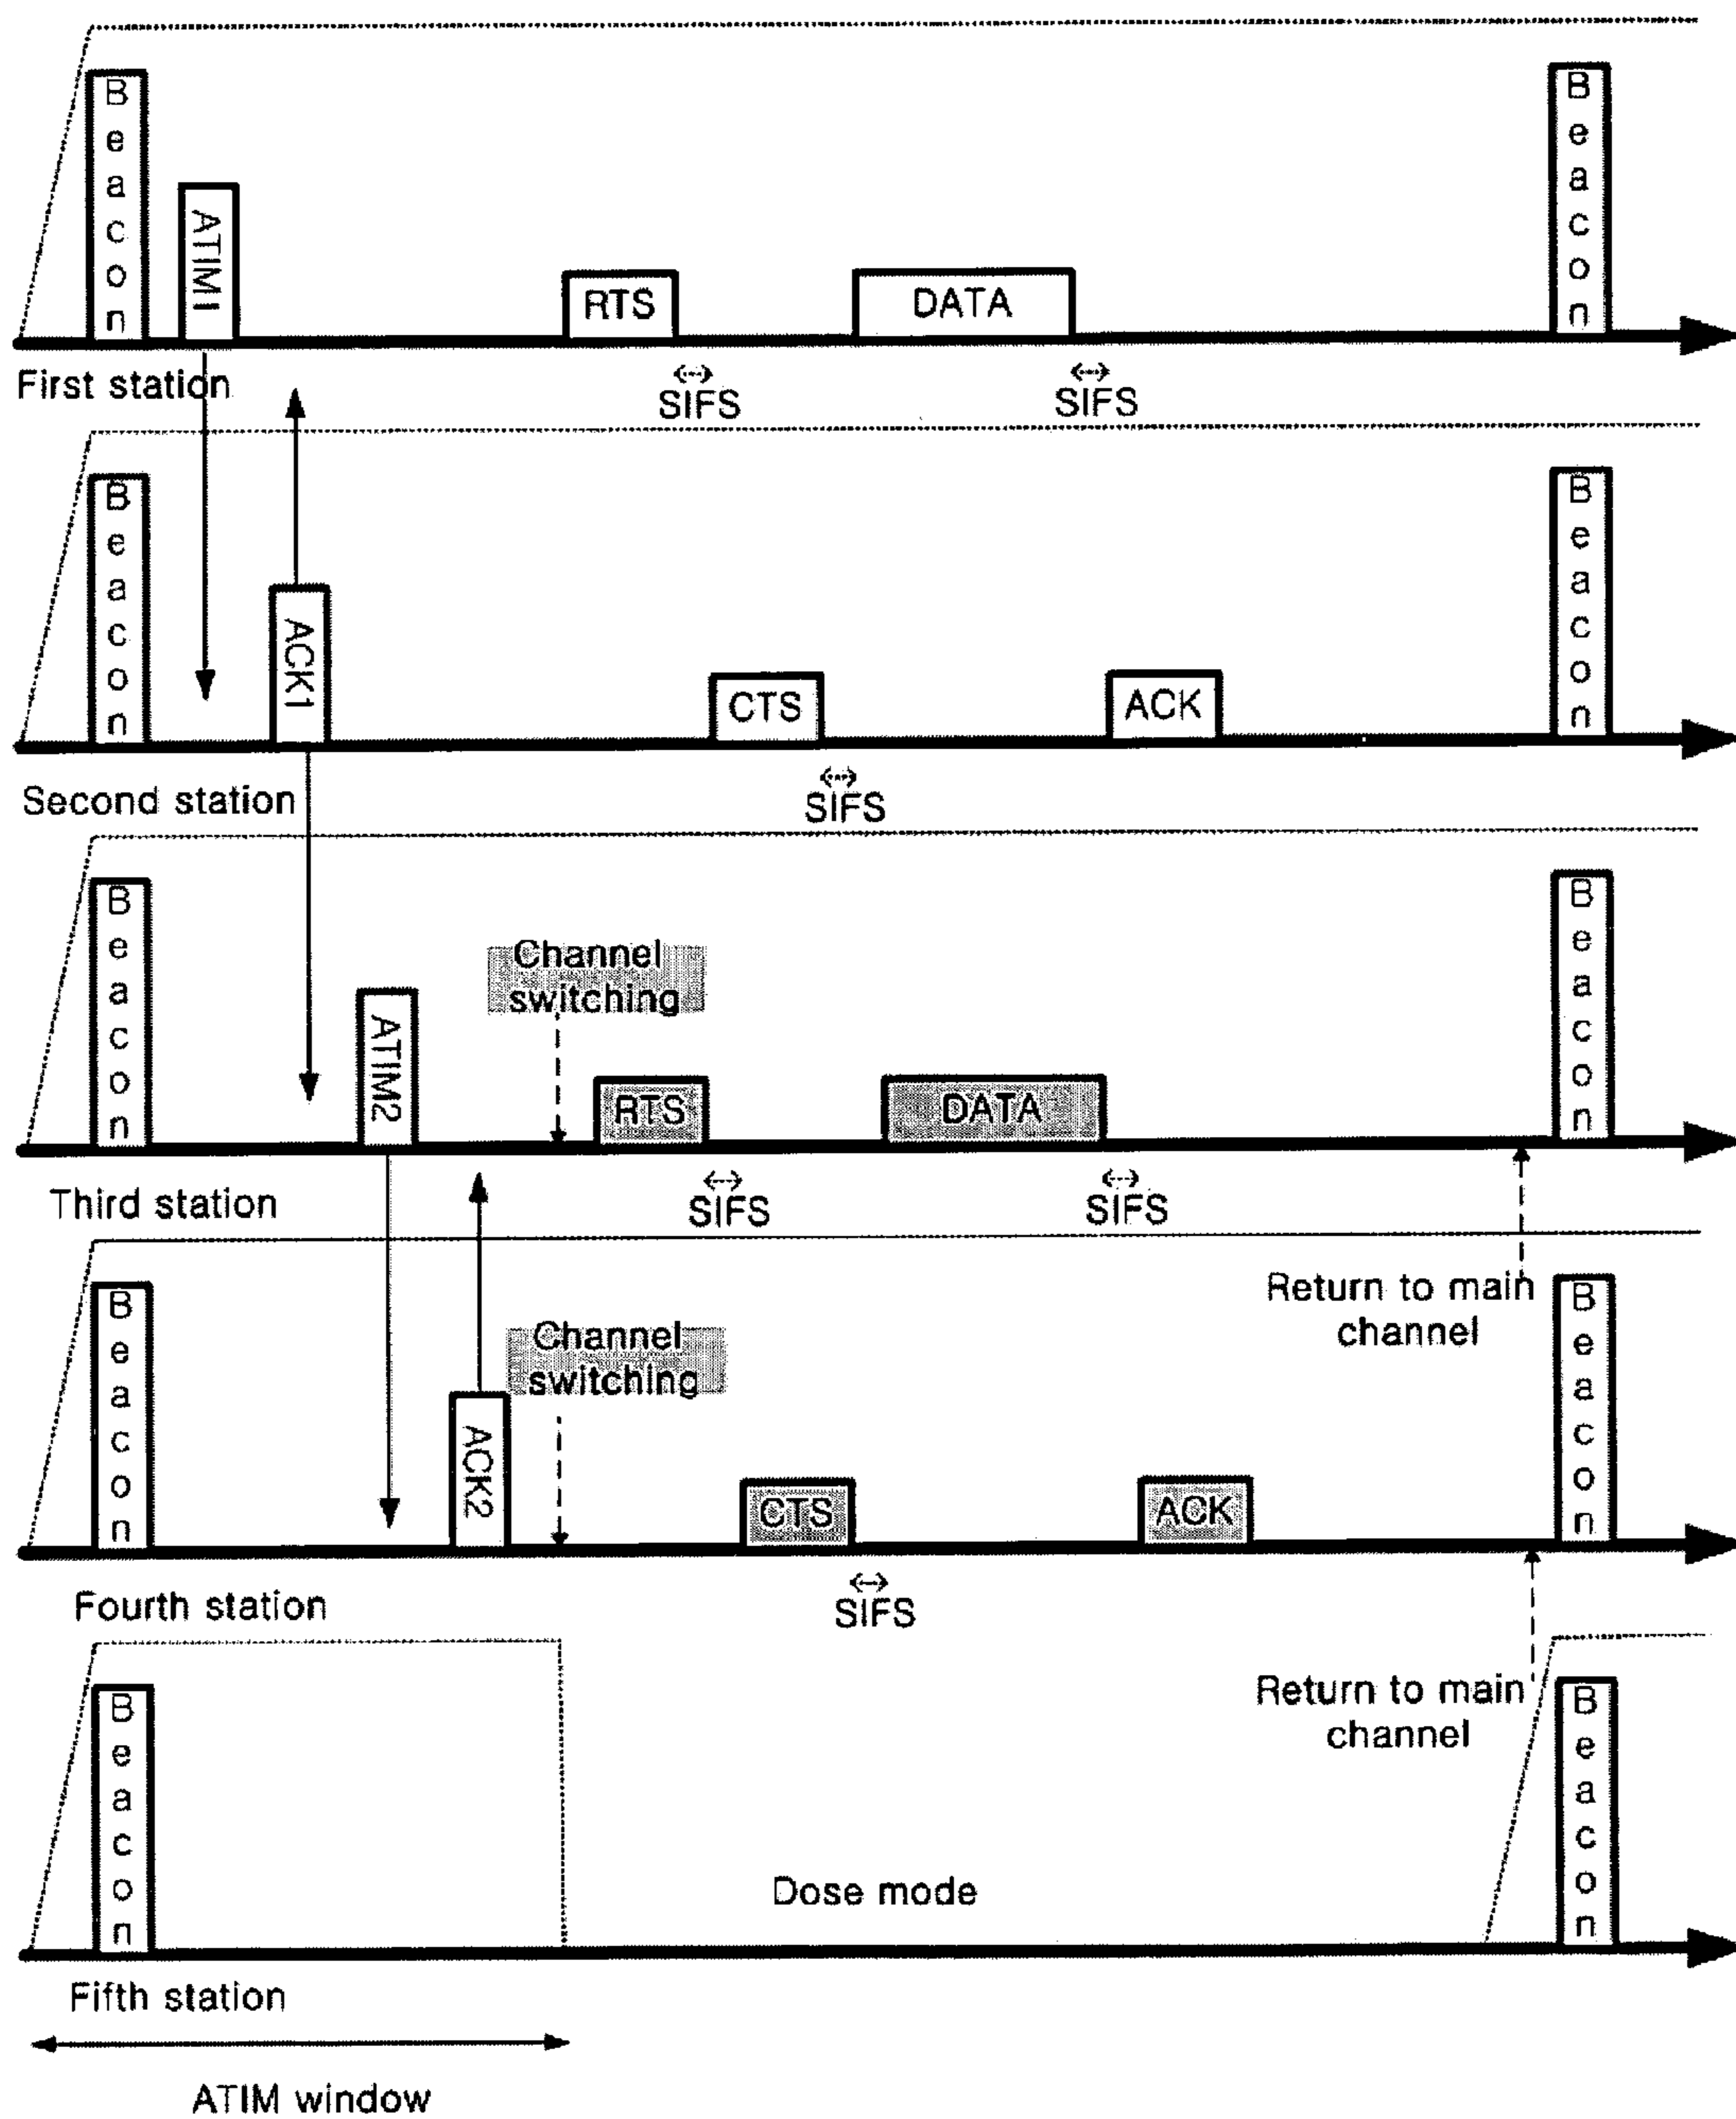 Beacon
ATIM1
RTS
DATA
Beacon
First station
SIFS
SIFS
Beacon
ACK1
CTS
ACK
Beacon
Second station
SIFS
Beacon
ATIM2
Channel
switching
RTS
DATA
Beacon
Third station
SIFS
SIFS
Return to main
channel
Beacon
ACK2
Channel
switching
CTS
ACK
Beacon
Fourth station
SIFS
Return to main
channel
Beacon
Dose mode
Beacon
Fifth station
ATIM window